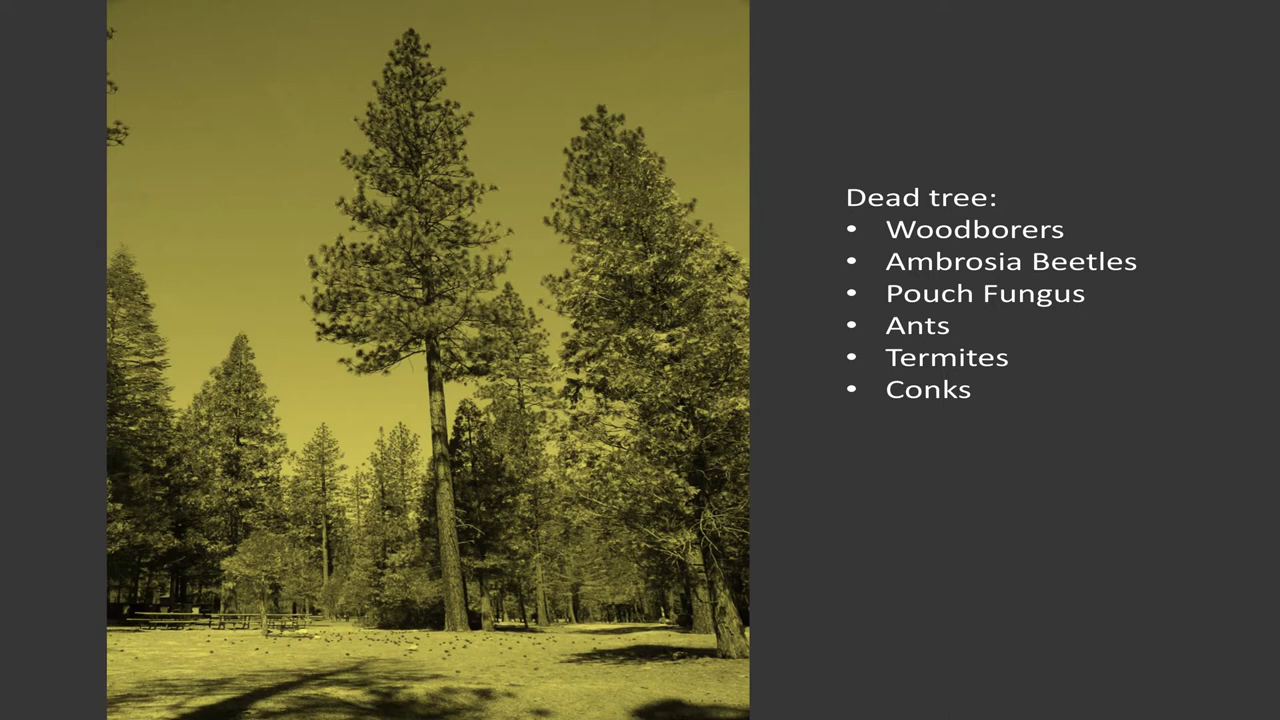 Dead tree:
• Woodborers
• Ambrosia Beetles
• Pouch Fungus
• Ants
• Termites
• Conks